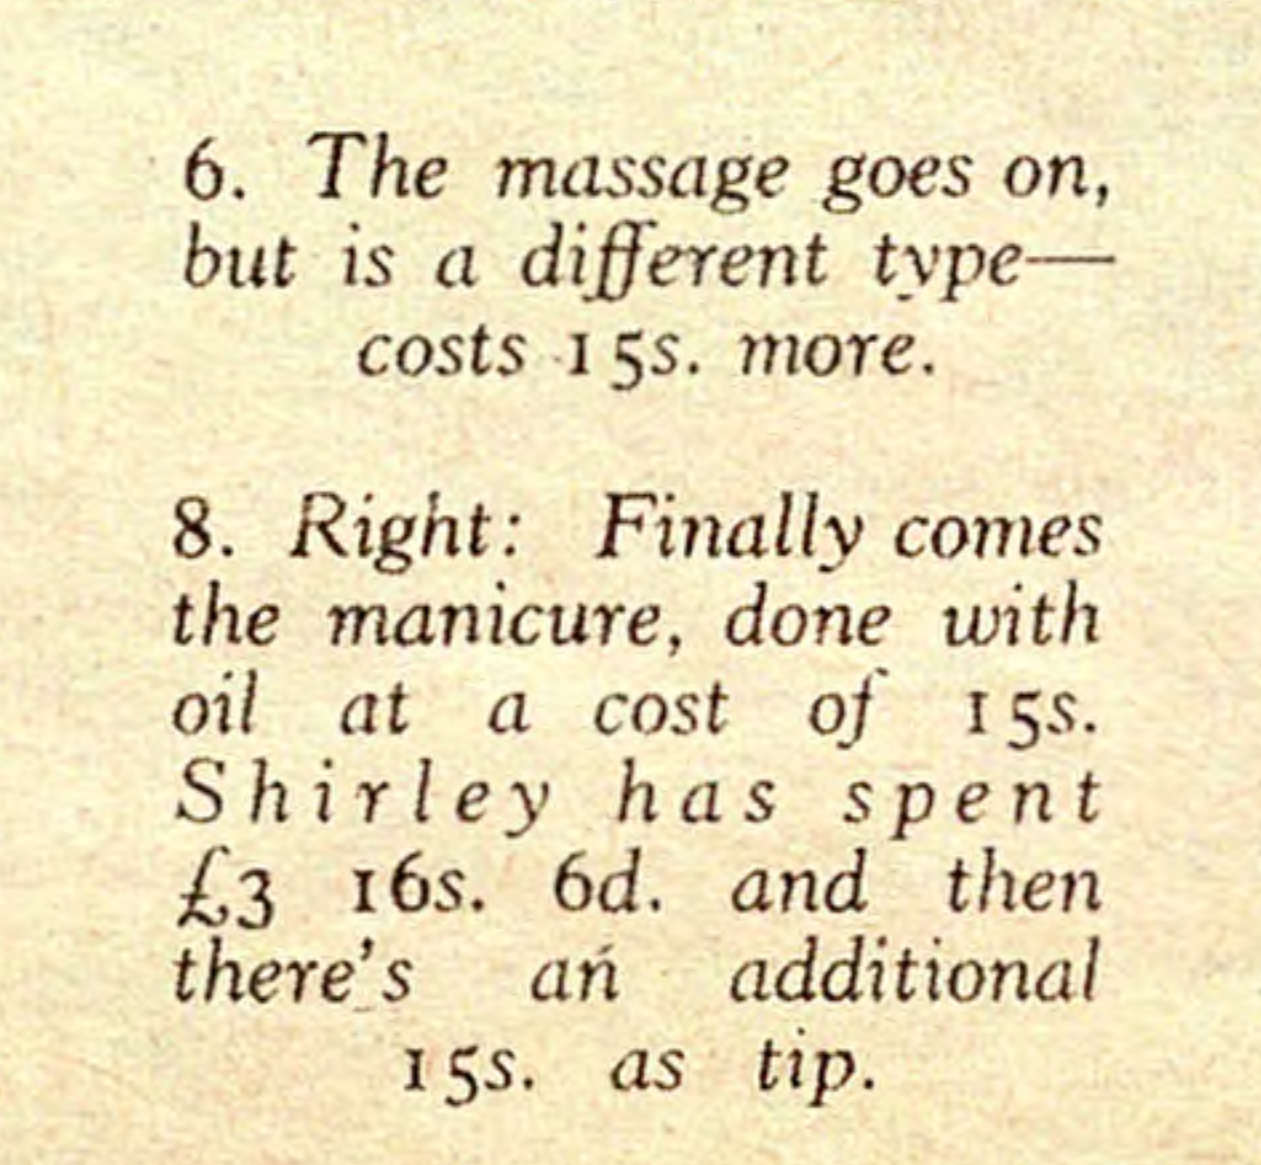 6. The massage goes on,
but is a different type—
costs 15s. more.
8. Right: Finally comes
the manicure, done with
oil at a cost of 15s.
Shirley has spent
£3 16s. 6d. and then
there's an additional
15s. as tip.